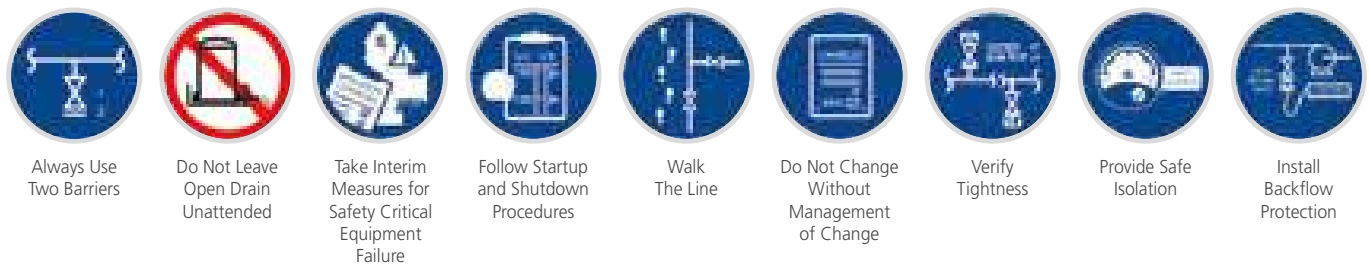 Always Use
Two Barriers
Do Not Leave
Open Drain
Unattended
Take Interim
Measures for
Safety Critical
Equipment
Failure
Follow Startup
and Shutdown
Procedures
Walk
The Line
Do Not Change
Without
Management
of Change
Verify
Tightness
Provide Safe
Isolation
Install
Backflow
Protection